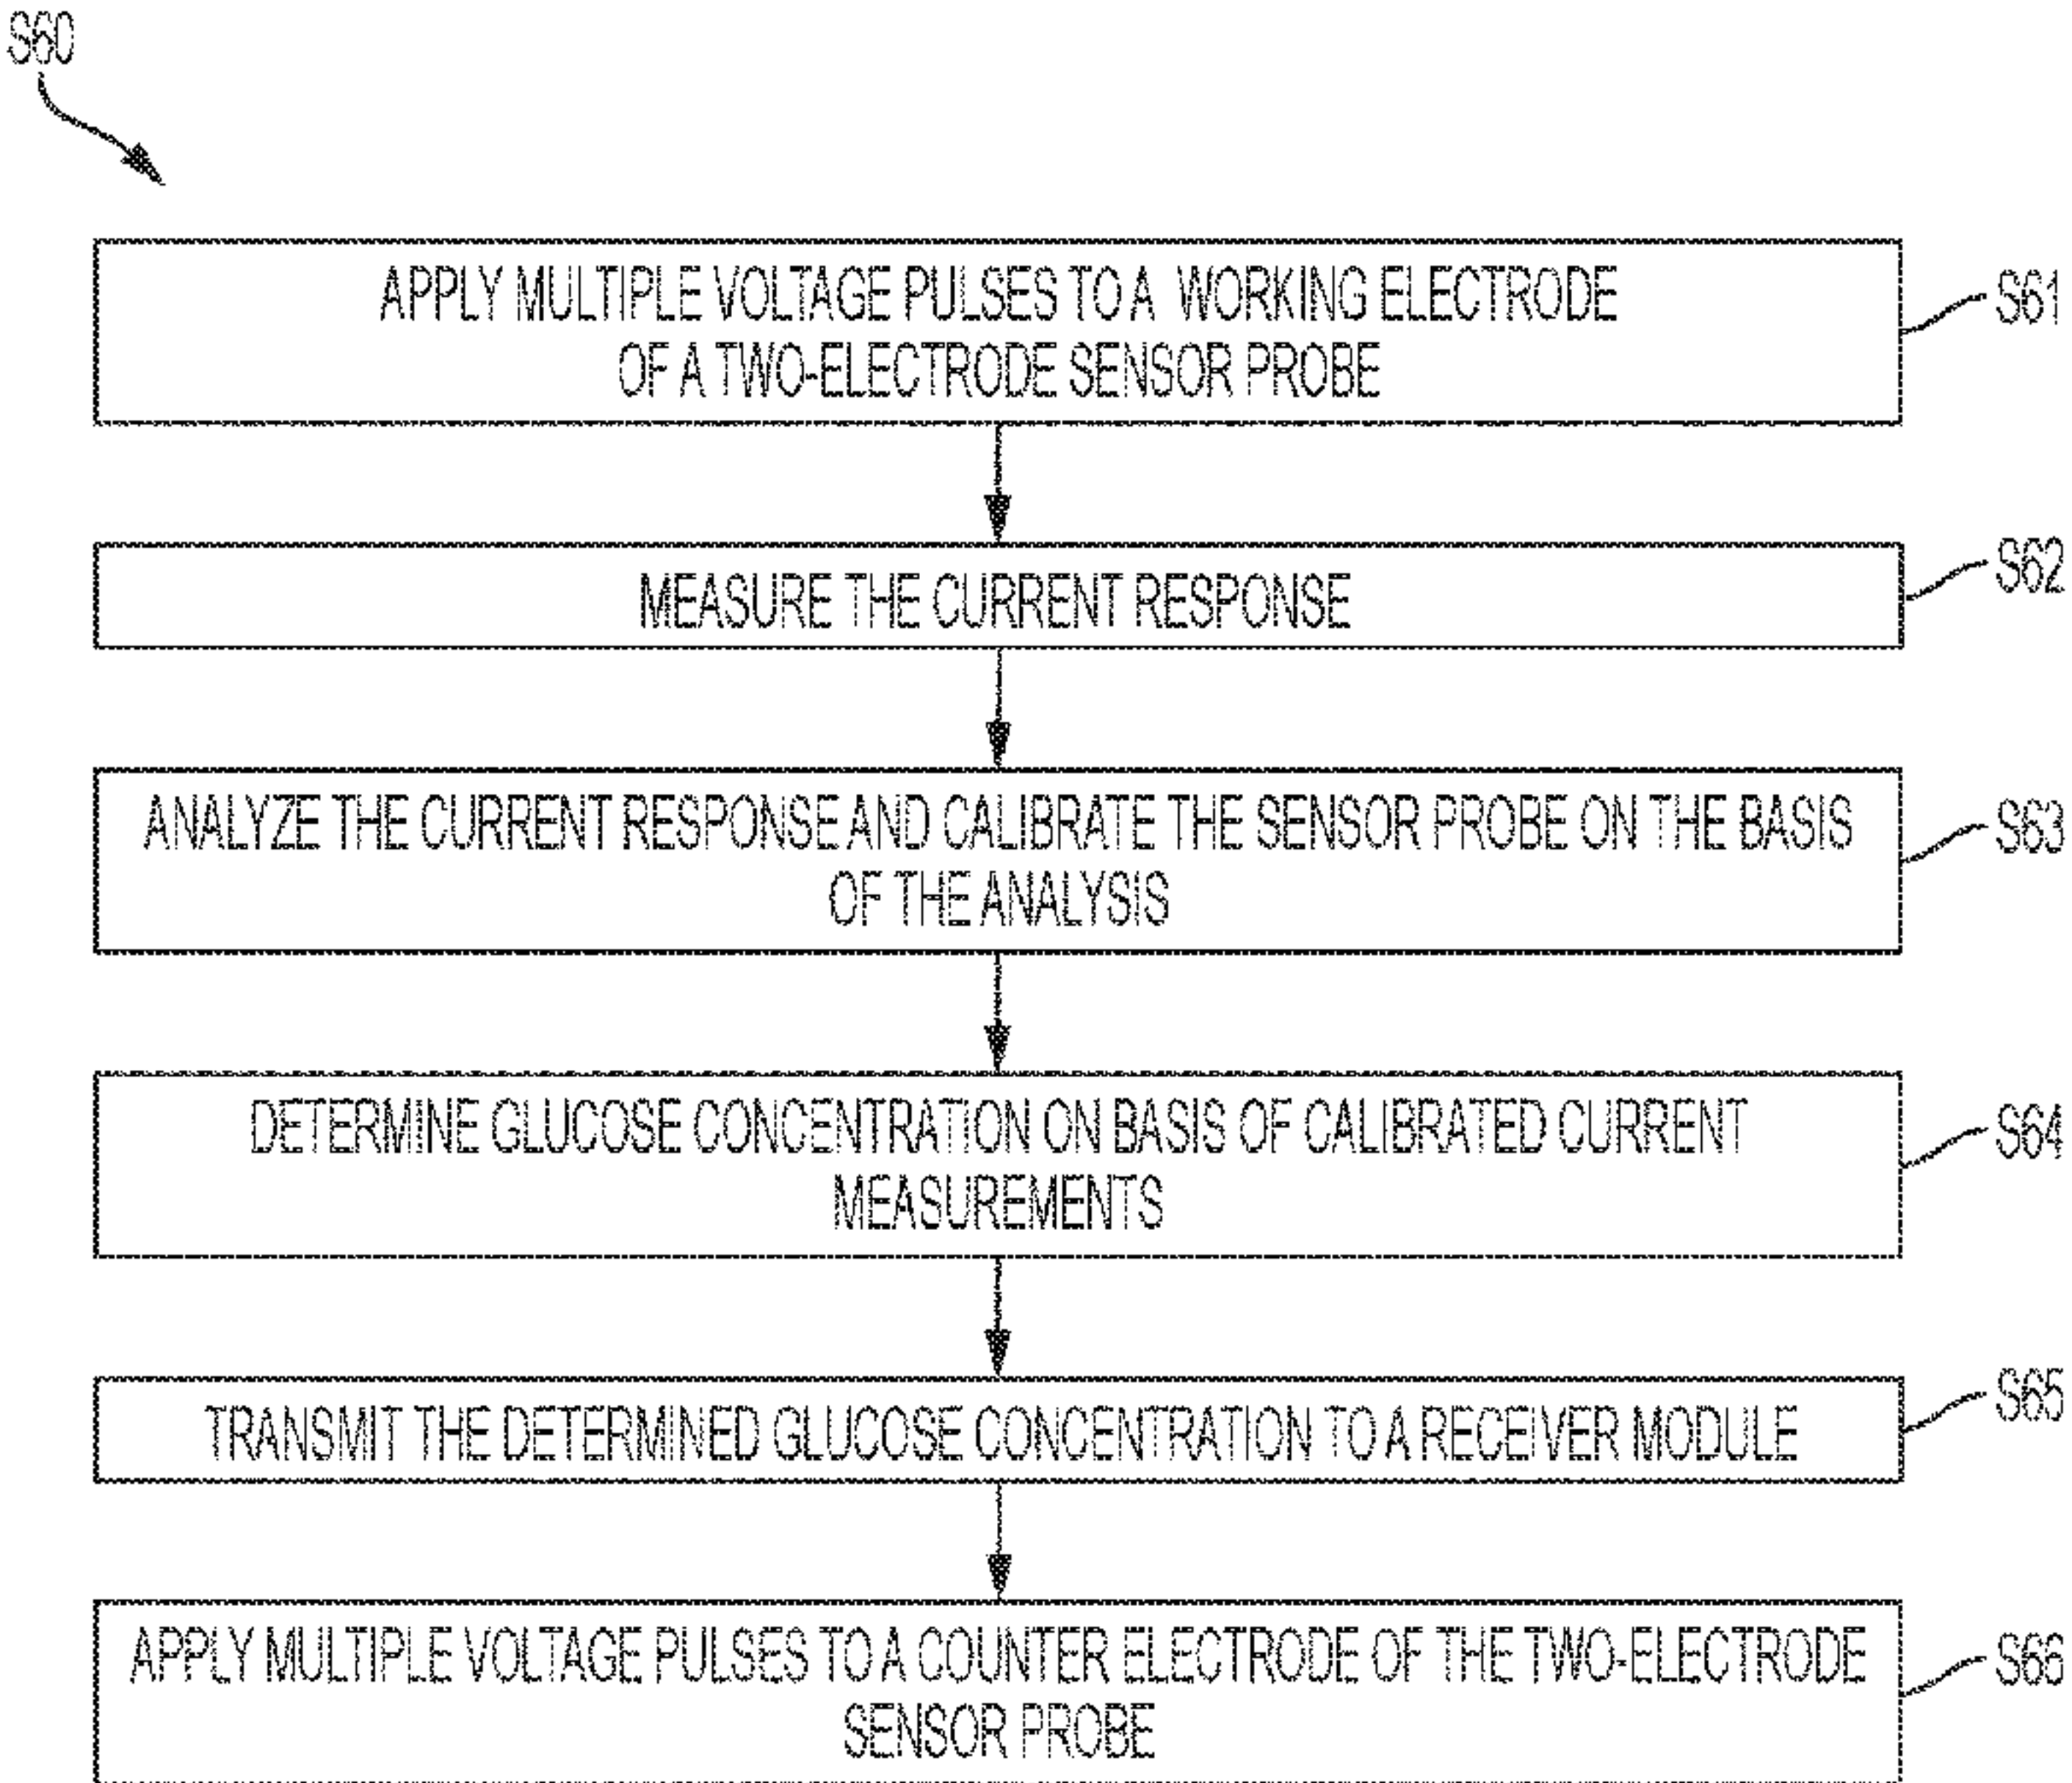 S60
APPLY MULTIPLE VOLTAGE PULSES TO A WORKING ELECTRODE
OF A TWO-ELECTRODE SENSOR PROBE
S61
MEASURE THE CURRENT RESPONSE
S62
ANALYZE THE CURRENT RESPONSE AND CALIBRATE THE SENSOR PROBE ON THE BASIS
OF THE ANALYSIS
S63
DETERMINE GLUCOSE CONCENTRATION ON BASIS OF CALIBRATED CURRENT
MEASUREMENTS
S64
TRANSMIT THE DETERMINED GLUCOSE CONCENTRATION TO A RECEIVER MODULE
S65
APPLY MULTIPLE VOLTAGE PULSES TO A COUNTER ELECTRODE OF THE TWO-ELECTRODE
SENSOR PROBE
S66